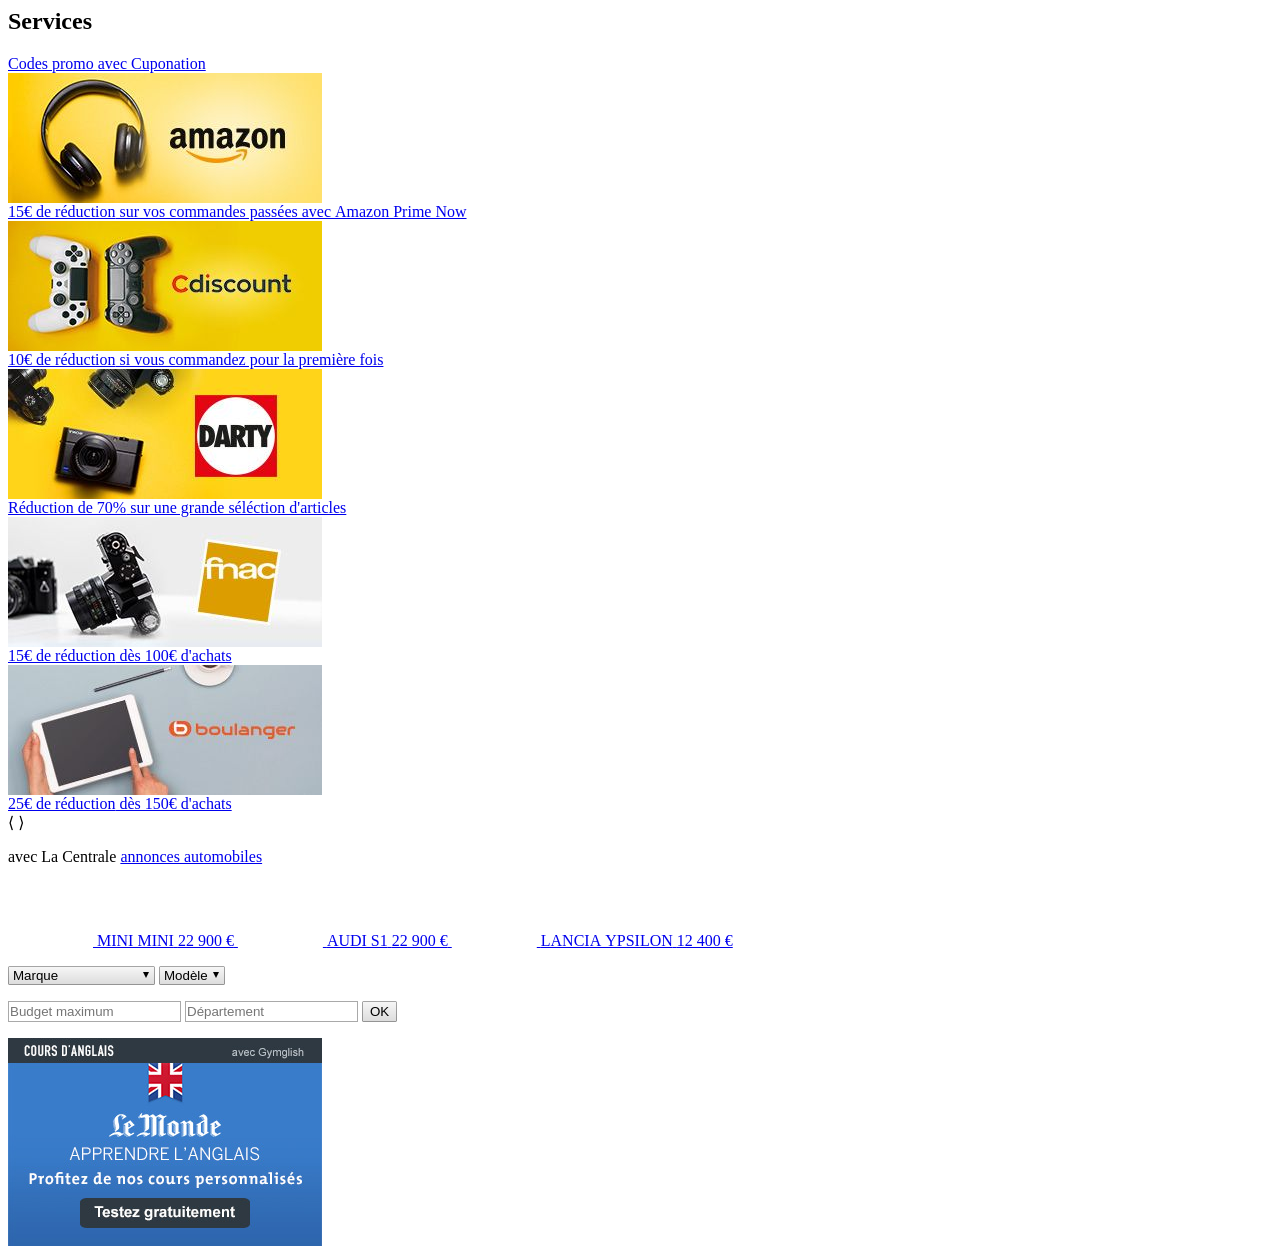 Services
Codes promo avec Cuponation
amazon
15€ de réduction sur vos commandes passées avec Amazon Prime Now
Cdiscount
10€ de réduction si vous commandez pour la première fois
DARTY
Réduction de 70% sur une grande séléction d'articles
fnac
15€ de réduction dès 100€ d'achats
boulanger
25€ de réduction dès 150€ d'achats
⟨ ⟩
avec La Centrale annonces automobiles
MINI MINI 22 900 € AUDI S1 22 900 € LANCIA YPSILON 12 400 €
Marque Modèle
Budget maximum Département OK
COURS D'ANGLAIS avec Gymglish
Le Monde
APPRENDRE L'ANGLAIS
Profitez de nos cours personnalisés
Testez gratuitement